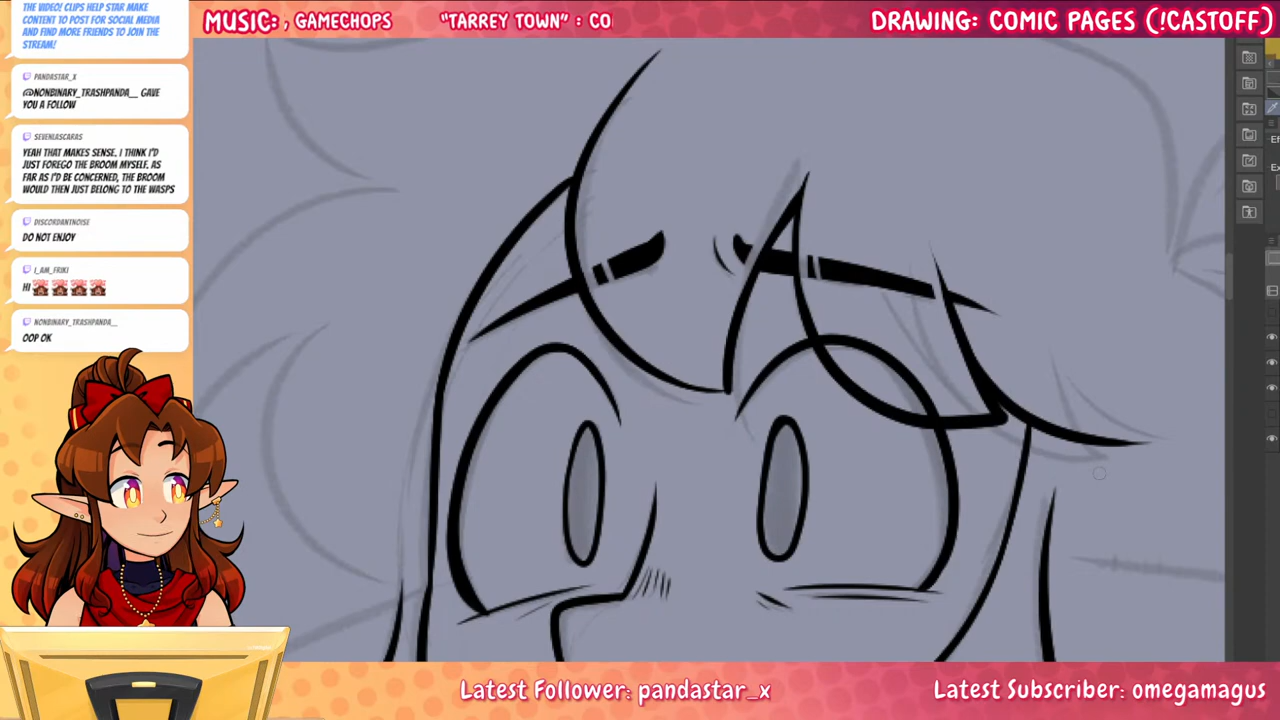 MUSIC: , GAMECHOPS "TARREY TOWN" : CO
DRAWING: COMIC PAGES (!CASTOFF)
THE VIDEO! CLIPS HELP STAR MAKE
CONTENT TO POST FOR SOCIAL MEDIA
AND FIND MORE FRIENDS TO JOIN THE
STREAM!
PANDASTAR_X
@NONBINARY_TRASHPANDA__ GAVE
YOU A FOLLOW
SEVENLASCARAS
YEAH THAT MAKES SENSE, I THINK I'D
JUST FOREGO THE BROOM MYSELF. AS
FAR AS I'D BE CONCERNED, THE BROOM
WOULD THEN JUST BELONG TO THE WASPS
DISCORDANTNOISE
DO NOT ENJOY
I_AM_FRIKI
HI
NONBINARY_TRASHPANDA__
OOP OK
Latest Follower: pandastar_x
Latest Subscriber: omegamagus